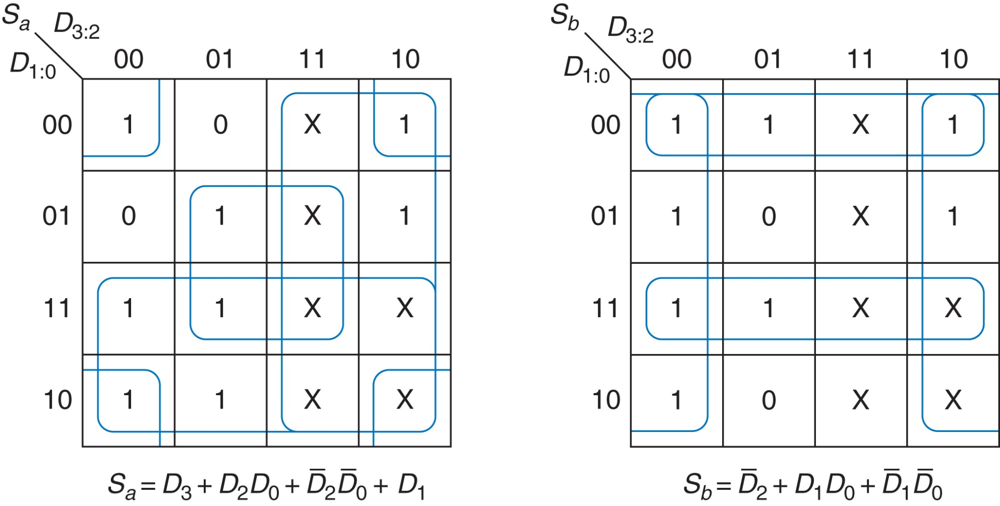 Sa D3:2
D1:0 00 01 11 10
00 1 0 X 1
01 0 1 X 1
11 1 1 X X
10 1 1 X X
Sa = D3 + D2D0 + D̅2D̅0 + D1
Sb D3:2
D1:0 00 01 11 10
00 1 1 X 1
01 1 0 X 1
11 1 1 X X
10 1 0 X X
Sb = D̅2 + D1D0 + D̅1D̅0